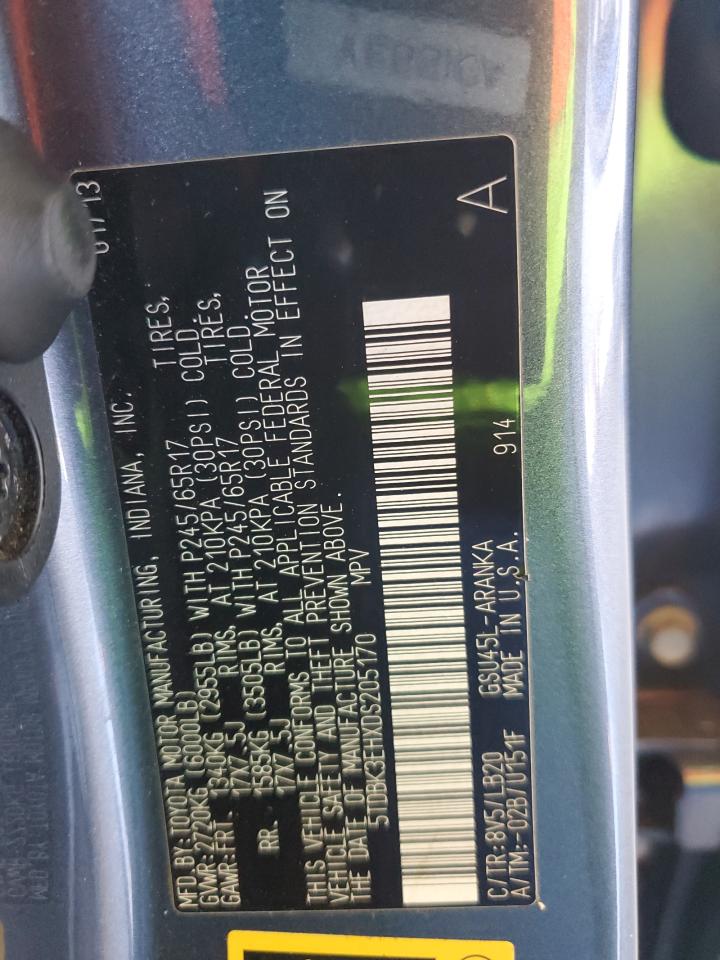 MFD. BY: TOYOTA MOTOR MANUFACTURING, INDIANA, INC. 01/13
GVWR: 2720KG (6000LB)
GAWR: FRT. 1340KG (2955LB) WITH P245/65R17 TIRES,
17X7.5J RIMS, AT 210KPA (30PSI) COLD.
RR. 1585KG (3505LB) WITH P245/65R17 TIRES,
17X7.5J RIMS, AT 210KPA (30PSI) COLD.
THIS VEHICLE CONFORMS TO ALL APPLICABLE FEDERAL MOTOR
VEHICLE SAFETY AND THEFT PREVENTION STANDARDS IN EFFECT ON
THE DATE OF MANUFACTURE SHOWN ABOVE.
5TDBK3EHXDS205170 MPV
C/TR: 8V5/LB20 GSU45L-ARANKA
A/TM: -02B/U151F MADE IN U.S.A. 914 A